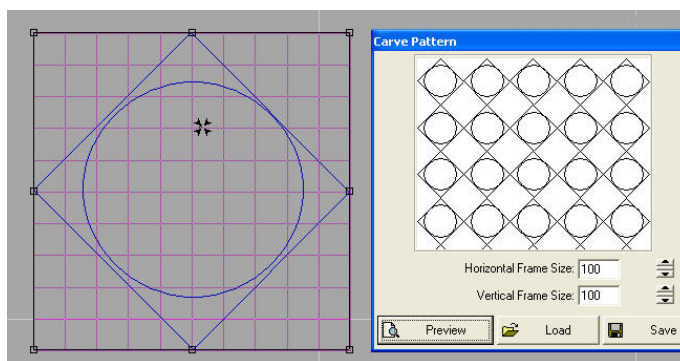 Carve Pattern
Horizontal Frame Size: 100
Vertical Frame Size: 100
Preview Load Save